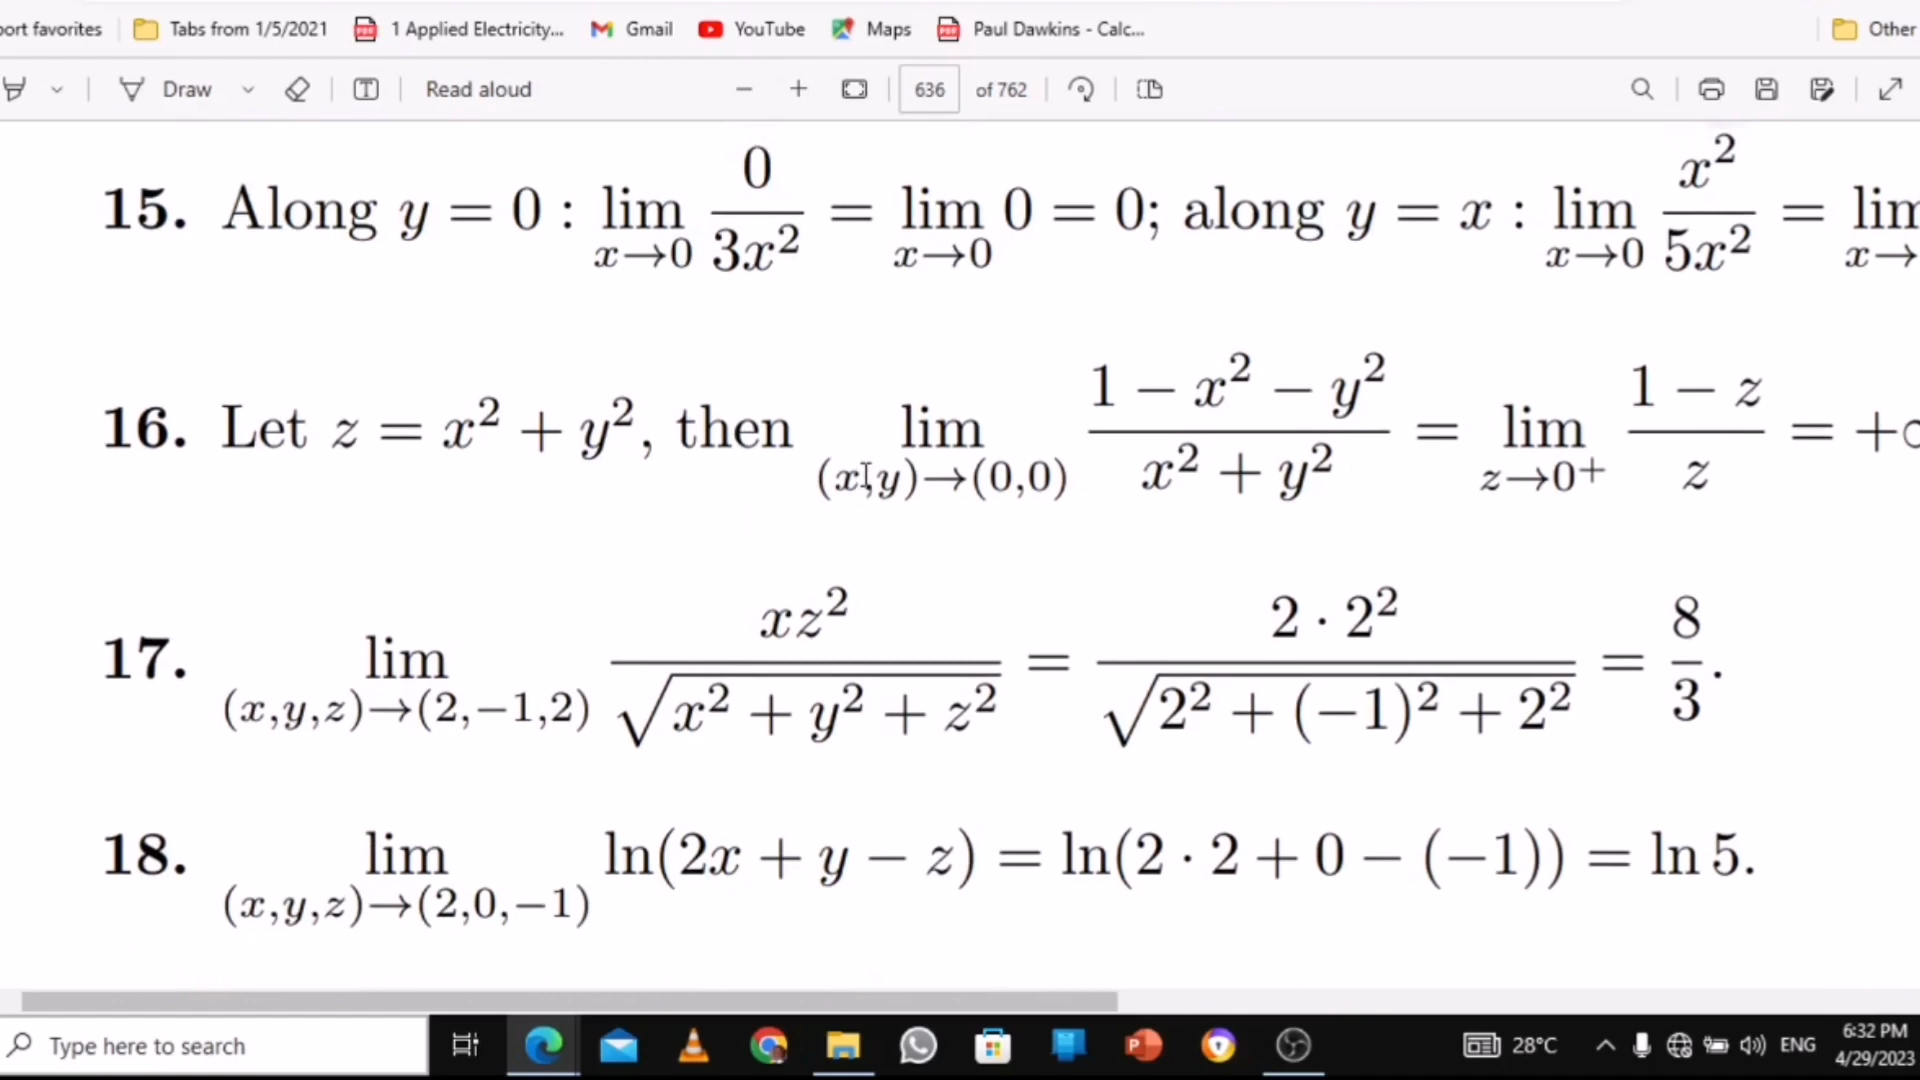 ort favorites Tabs from 1/5/2021 1 Applied Electricity... Gmail YouTube Maps Paul Dawkins - Calc... Other
Draw T Read aloud 636 of 762
15. Along y = 0 : lim_{x→0} 0/(3x²) = lim_{x→0} 0 = 0; along y = x : lim_{x→0} x²/(5x²) = lim_{x→
16. Let z = x² + y², then lim_{(x,y)→(0,0)} (1 − x² − y²)/(x² + y²) = lim_{z→0⁺} (1 − z)/z = +∞
17. lim_{(x,y,z)→(2,−1,2)} xz²/√(x² + y² + z²) = (2 · 2²)/√(2² + (−1)² + 2²) = 8/3.
18. lim_{(x,y,z)→(2,0,−1)} ln(2x + y − z) = ln(2 · 2 + 0 − (−1)) = ln 5.
Type here to search 28°C ENG 6:32 PM
4/29/2023